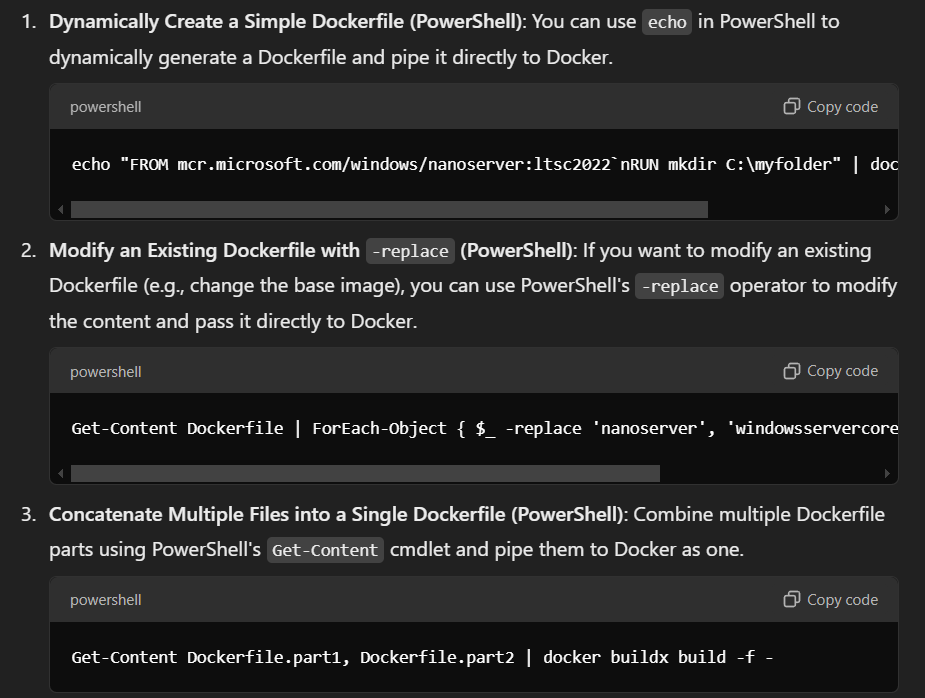 1. Dynamically Create a Simple Dockerfile (PowerShell): You can use echo in PowerShell to
dynamically generate a Dockerfile and pipe it directly to Docker.
powershell
Copy code
echo "FROM mcr.microsoft.com/windows/nanoserver:ltsc2022`nRUN mkdir C:\myfolder" | doc
2. Modify an Existing Dockerfile with -replace (PowerShell): If you want to modify an existing
Dockerfile (e.g., change the base image), you can use PowerShell's -replace operator to modify
the content and pass it directly to Docker.
powershell
Copy code
Get-Content Dockerfile | ForEach-Object { $_ -replace 'nanoserver', 'windowsservercore
3. Concatenate Multiple Files into a Single Dockerfile (PowerShell): Combine multiple Dockerfile
parts using PowerShell's Get-Content cmdlet and pipe them to Docker as one.
powershell
Copy code
Get-Content Dockerfile.part1, Dockerfile.part2 | docker buildx build -f -